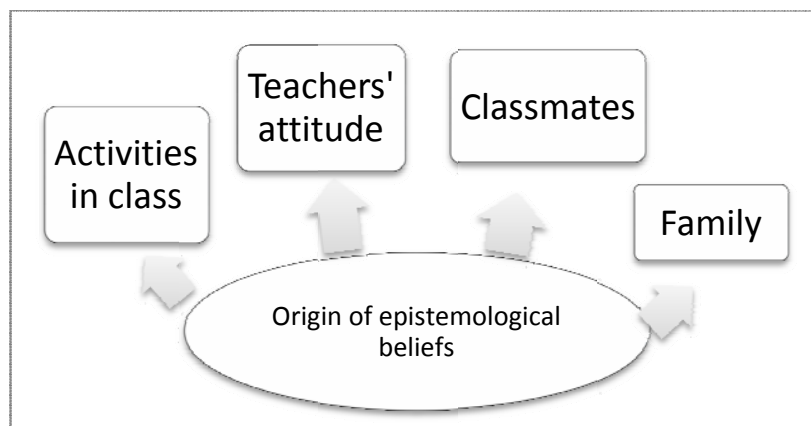 Activities
in class
Teachers'
attitude
Classmates
Family
Origin of epistemological
beliefs